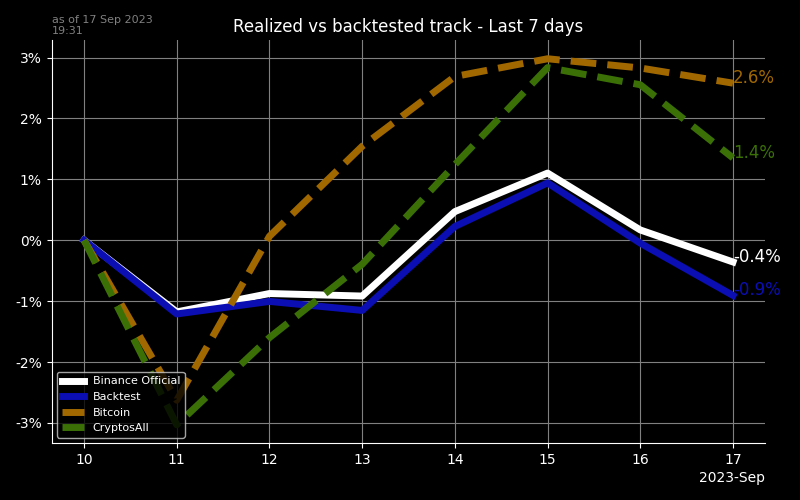 as of 17 Sep 2023
19:31
Realized vs backtested track - Last 7 days
3%
2%
1%
0%
-1%
-2%
-3%
2.6%
1.4%
-0.4%
-0.9%
Binance Official
Backtest
Bitcoin
CryptosAll
10 11 12 13 14 15 16 17
2023-Sep